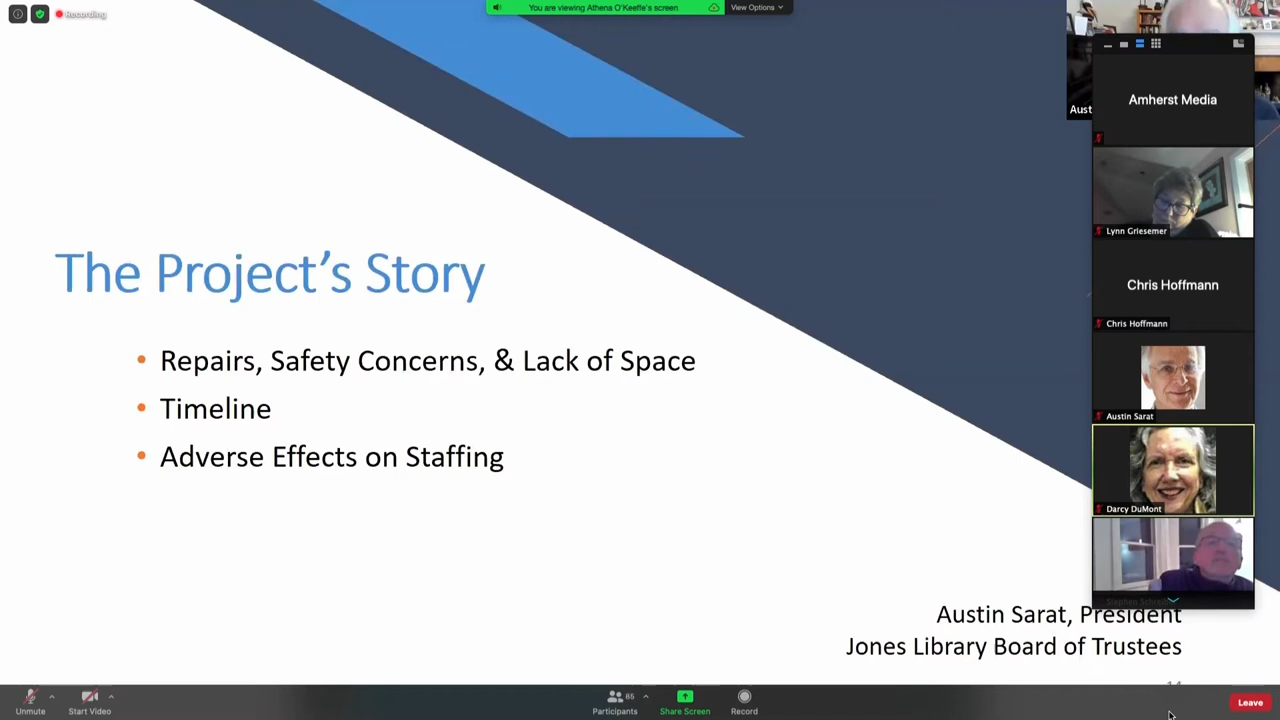 Recording
You are viewing Athena O'Keeffe's screen
View Options
Aust
Amherst Media
Lynn Griesemer
Chris Hoffmann
Chris Hoffmann
Austin Sarat
Darcy DuMont
The Project's Story
• Repairs, Safety Concerns, & Lack of Space
• Timeline
• Adverse Effects on Staffing
Austin Sarat, President
Jones Library Board of Trustees
Unmute
Start Video
85
Participants
Share Screen
Record
Leave